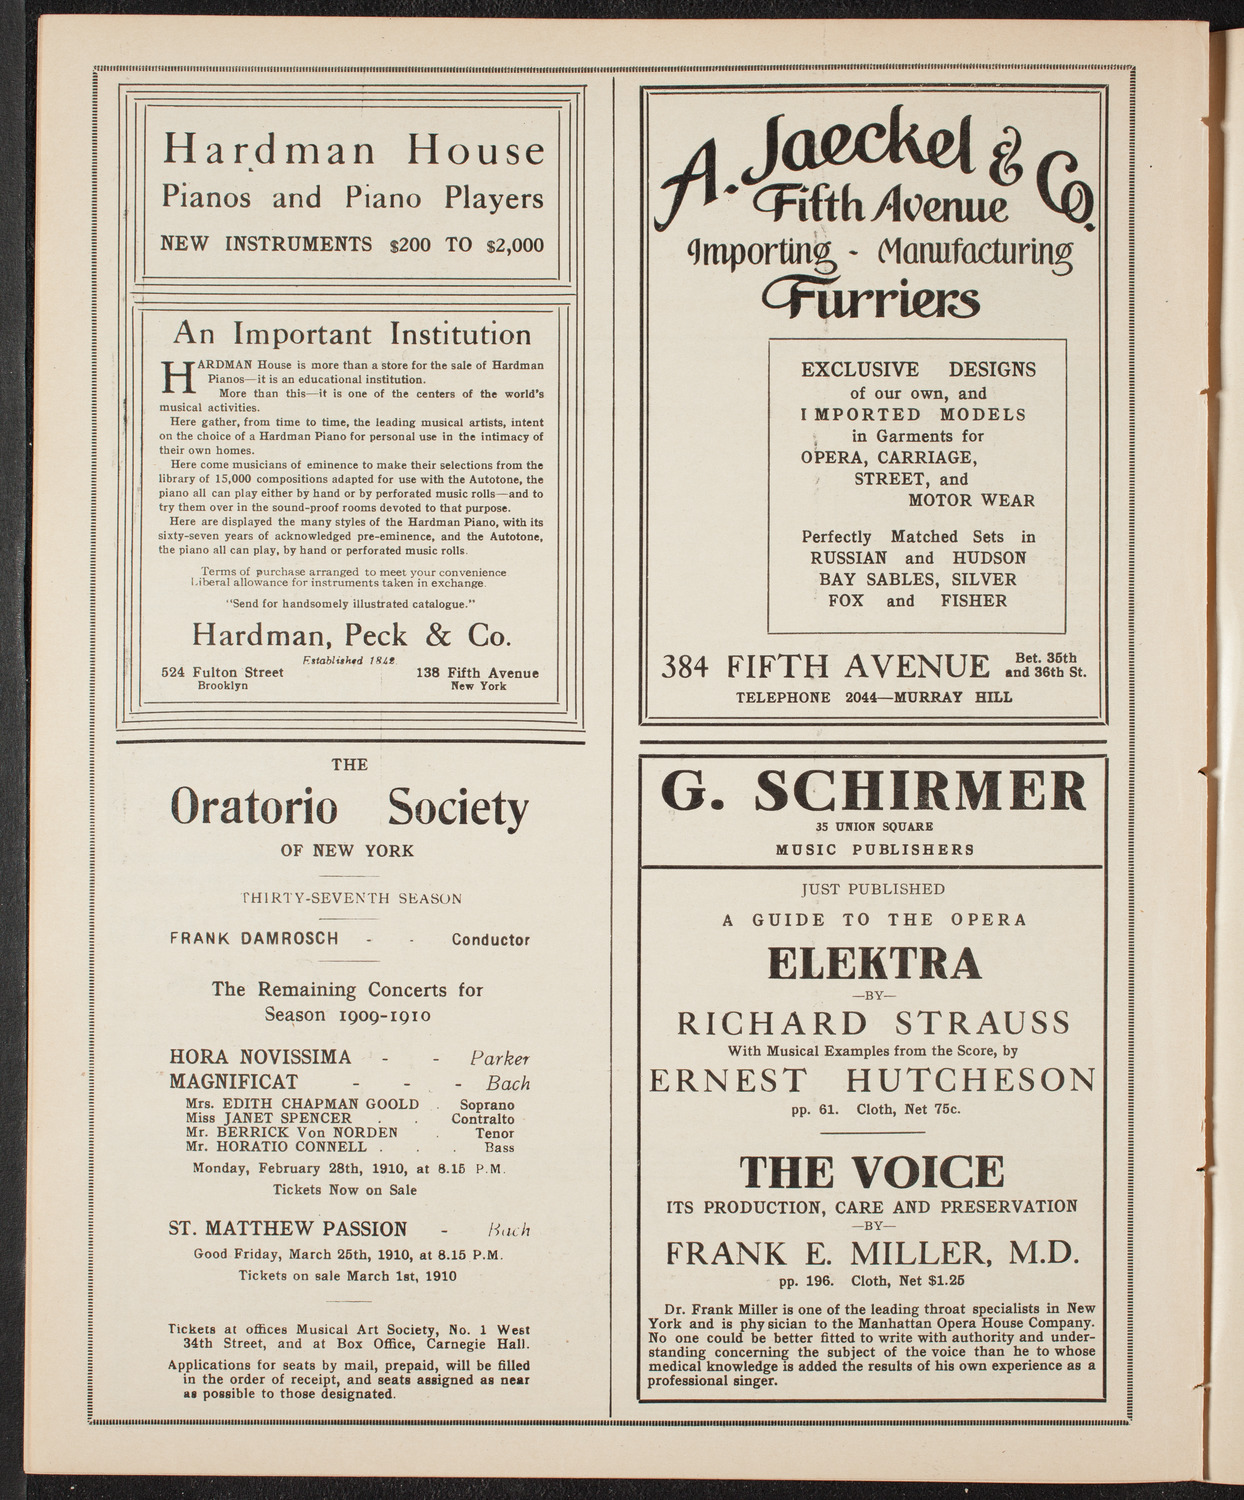 Hardman House
Pianos and Piano Players
NEW INSTRUMENTS $200 TO $2,000
An Important Institution
HARDMAN House is more than a store for the sale of Hardman
Pianos—it is an educational institution.
More than this—it is one of the centers of the world's
musical activities.
Here gather, from time to time, the leading musical artists, intent
on the choice of a Hardman Piano for personal use in the intimacy of
their own homes.
Here come musicians of eminence to make their selections from the
library of 15,000 compositions adapted for use with the Autotone, the
piano all can play either by hand or by perforated music rolls—and to
try them over in the sound-proof rooms devoted to that purpose.
Here are displayed the many styles of the Hardman Piano, with its
sixty-seven years of acknowledged pre-eminence, and the Autotone,
the piano all can play, by hand or perforated music rolls.
Terms of purchase arranged to meet your convenience
Liberal allowance for instruments taken in exchange.
"Send for handsomely illustrated catalogue."
Hardman, Peck & Co.
Established 1842
524 Fulton Street 138 Fifth Avenue
Brooklyn New York
THE
Oratorio Society
OF NEW YORK
THIRTY-SEVENTH SEASON
FRANK DAMROSCH - - Conductor
The Remaining Concerts for
Season 1909-1910
HORA NOVISSIMA - - Parker
MAGNIFICAT - - - Bach
Mrs. EDITH CHAPMAN GOOLD . Soprano
Miss JANET SPENCER . . Contralto
Mr. BERRICK Von NORDEN . Tenor
Mr. HORATIO CONNELL . . . Bass
Monday, February 28th, 1910, at 8.15 P.M.
Tickets Now on Sale
ST. MATTHEW PASSION - Bach
Good Friday, March 25th, 1910, at 8.15 P.M.
Tickets on sale March 1st, 1910
Tickets at offices Musical Art Society, No. 1 West
34th Street, and at Box Office, Carnegie Hall.
Applications for seats by mail, prepaid, will be filled
in the order of receipt, and seats assigned as near
as possible to those designated.
A. Jaeckel & Co.
Fifth Avenue
Importing - Manufacturing
Furriers
EXCLUSIVE DESIGNS
of our own, and
IMPORTED MODELS
in Garments for
OPERA, CARRIAGE,
STREET, and
MOTOR WEAR
Perfectly Matched Sets in
RUSSIAN and HUDSON
BAY SABLES, SILVER
FOX and FISHER
384 FIFTH AVENUE Bet. 35th
and 36th St.
TELEPHONE 2044—MURRAY HILL
G. SCHIRMER
35 UNION SQUARE
MUSIC PUBLISHERS
JUST PUBLISHED
A GUIDE TO THE OPERA
ELEKTRA
—BY—
RICHARD STRAUSS
With Musical Examples from the Score, by
ERNEST HUTCHESON
pp. 61. Cloth, Net 75c.
THE VOICE
ITS PRODUCTION, CARE AND PRESERVATION
—BY—
FRANK E. MILLER, M.D.
pp. 196. Cloth, Net $1.25
Dr. Frank Miller is one of the leading throat specialists in New
York and is physician to the Manhattan Opera House Company.
No one could be better fitted to write with authority and under-
standing concerning the subject of the voice than he to whose
medical knowledge is added the results of his own experience as a
professional singer.